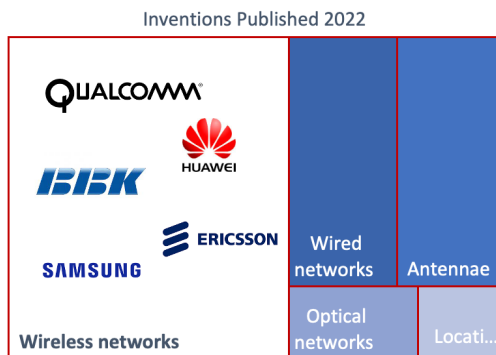 Inventions Published 2022
QUALCOMM
HUAWEI
BBK
ERICSSON
SAMSUNG
Wireless networks
Wired
networks
Antennae
Optical
networks
Locati...